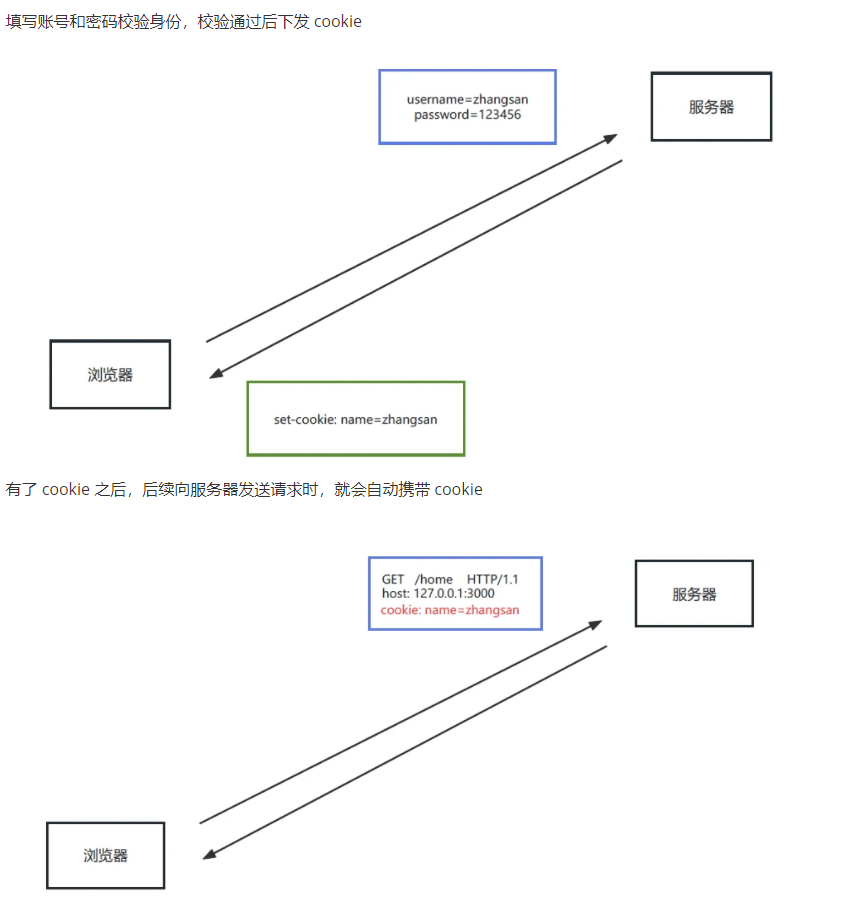 填写账号和密码校验身份，校验通过后下发 cookie
username=zhangsan
password=123456
服务器
浏览器
set-cookie: name=zhangsan
有了 cookie 之后，后续向服务器发送请求时，就会自动携带 cookie
GET /home HTTP/1.1
host: 127.0.0.1:3000
cookie: name=zhangsan
服务器
浏览器